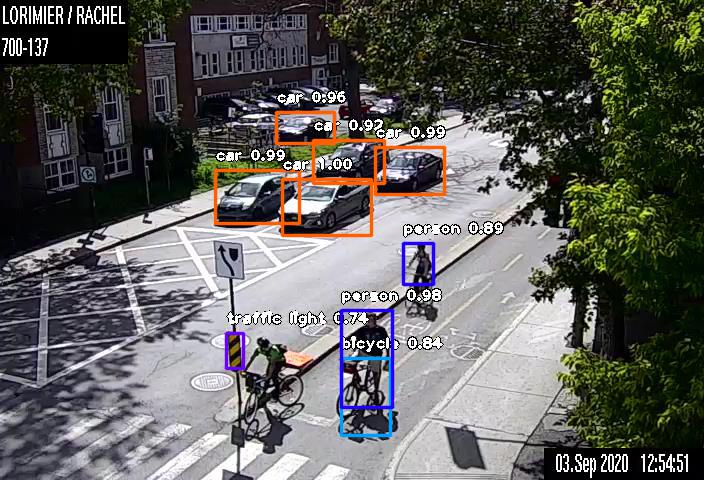 LORIMIER / RACHEL
700-137
car 0.96
car 0.92
car 0.99
car 0.99
car 1.00
person 0.89
person 0.98
traffic light 0.74
bicycle 0.84
03.Sep 2020 12:54:51